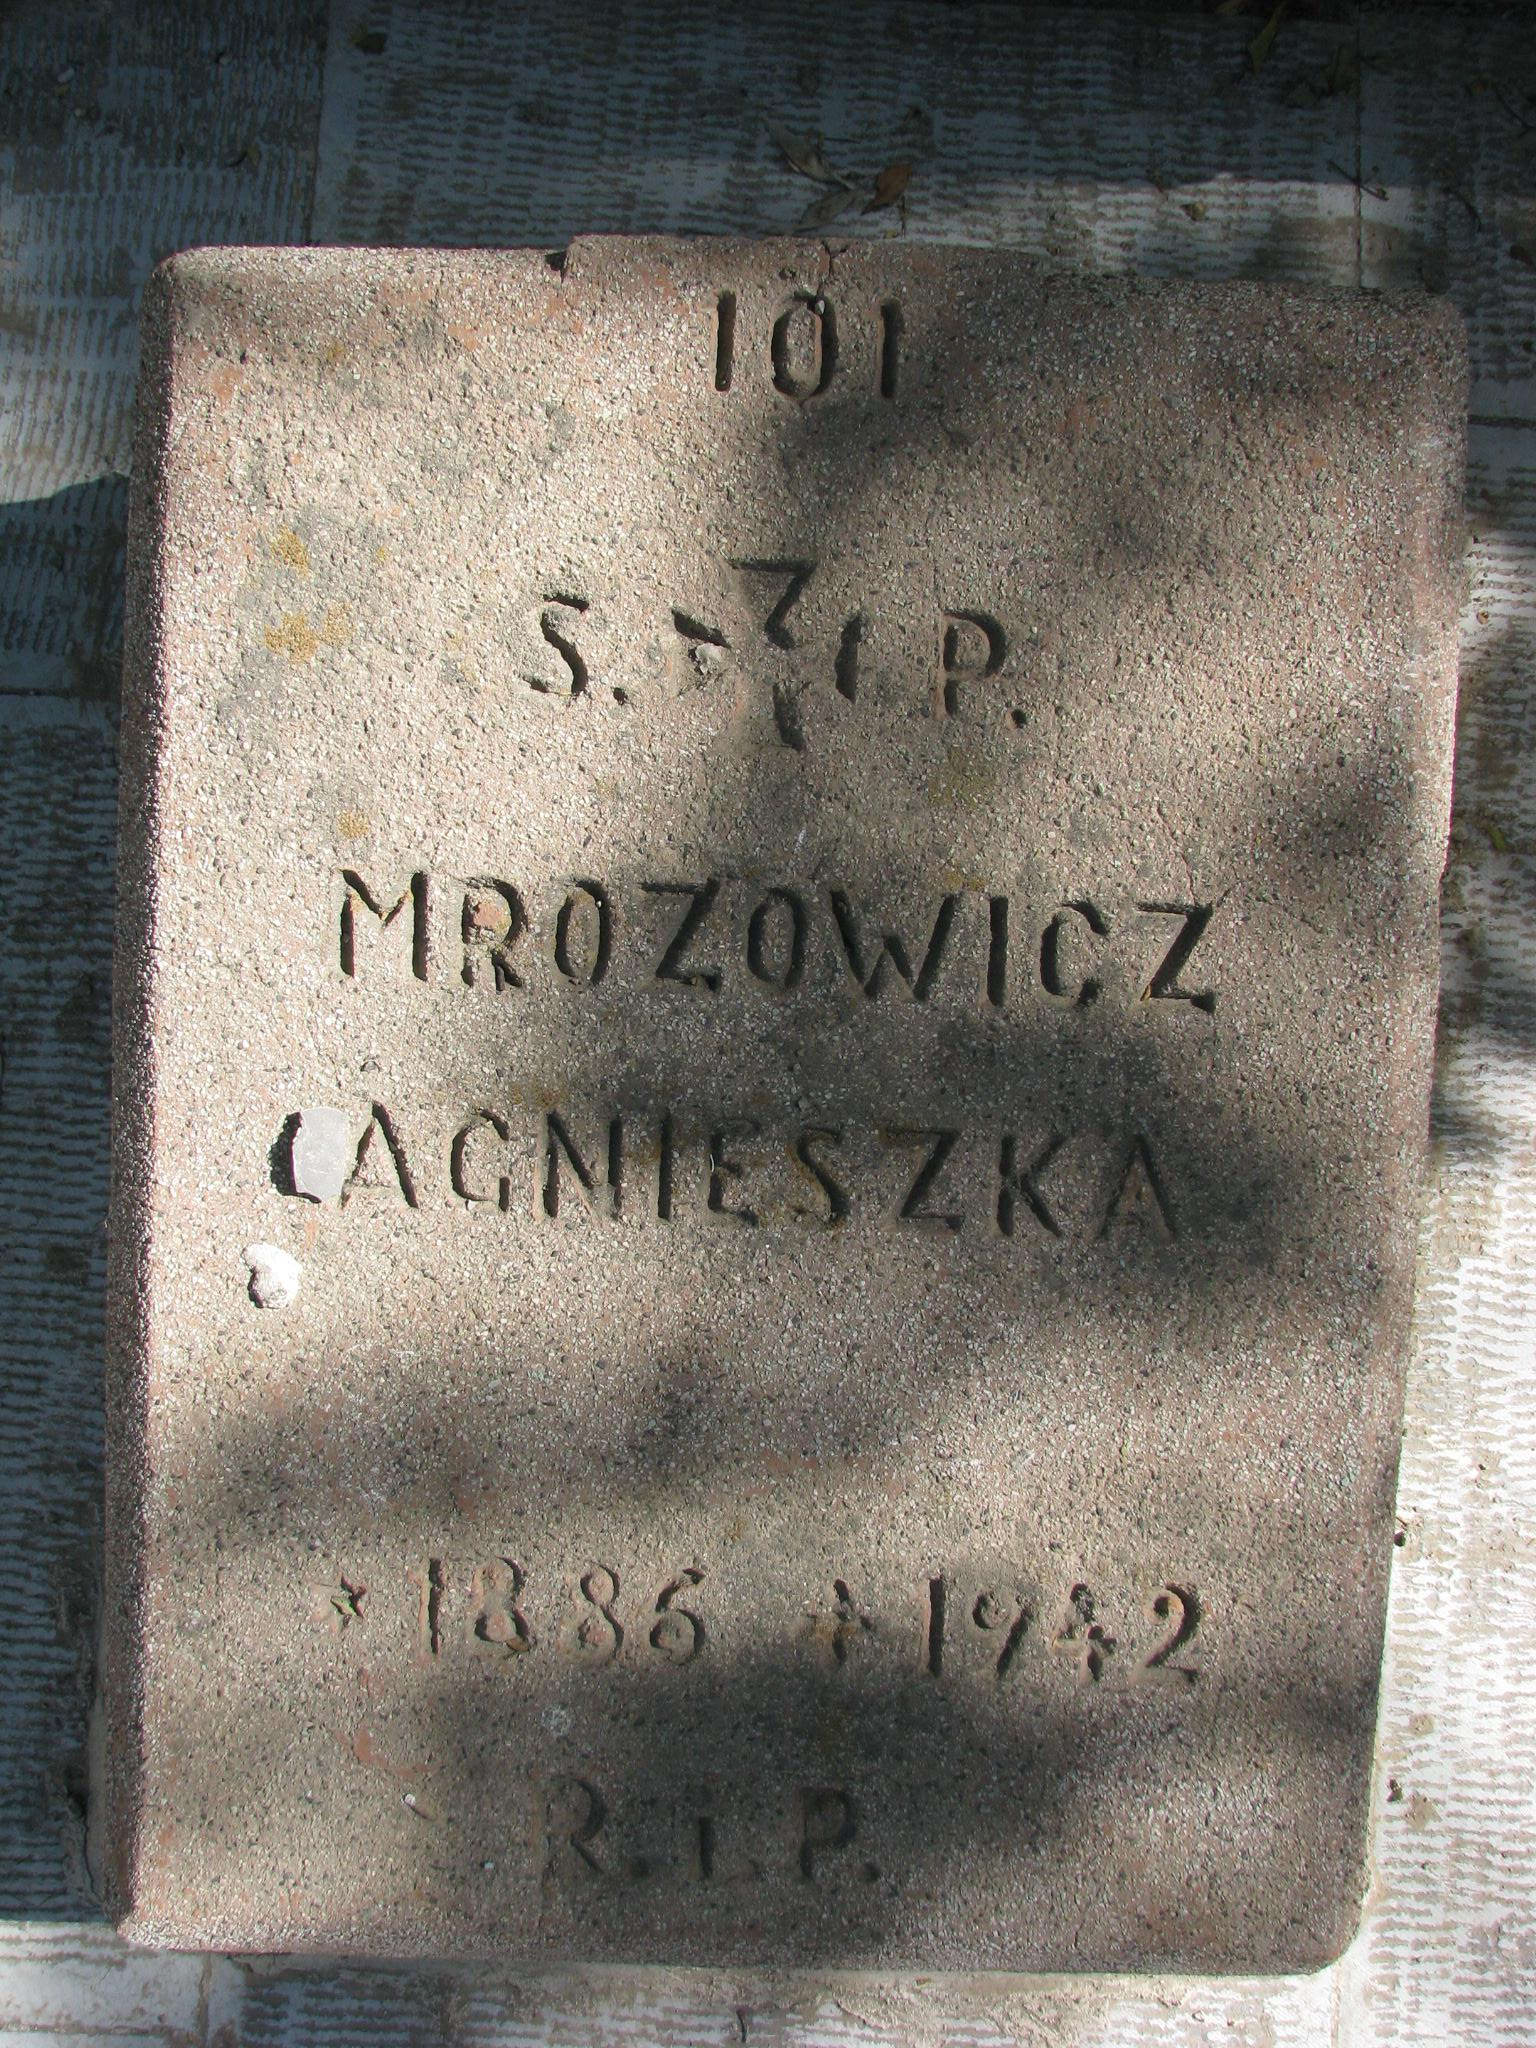 101
S. P.
MROZOWICZ
AGNIESZKA
* 1886 + 1942
R.I.P.